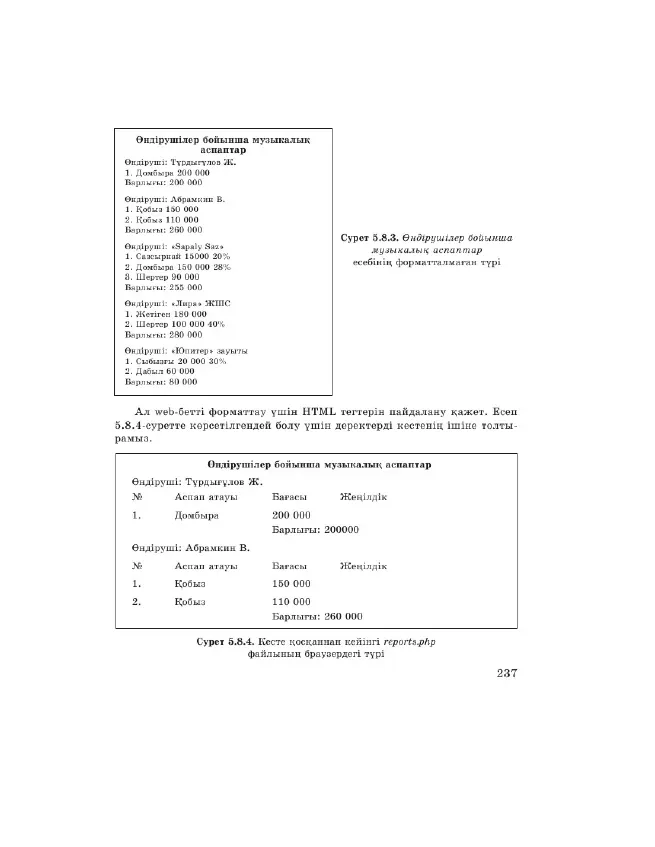 Өндірушілер бойынша музыкалық
аспаптар
Өндіруші: Тұрдығұлов Ж.
1. Домбыра 200 000
Барлығы: 200 000
Өндіруші: Абрамкин В.
1. Қобыз 150 000
2. Қобыз 110 000
Барлығы: 260 000
Өндіруші: «Sapaly Saz»
1. Сазсырнай 15000 20%
2. Домбыра 150 000 28%
3. Шертер 90 000
Барлығы: 255 000
Өндіруші: «Лира» ЖШС
1. Жетіген 180 000
2. Шертер 100 000 40%
Барлығы: 280 000
Өндіруші: «Юпитер» зауыты
1. Сыбызғы 20 000 30%
2. Дабыл 60 000
Барлығы: 80 000
Сурет 5.8.3. Өндірушілер бойынша
музыкалық аспаптар
есебінің форматталмаған түрі
Ал web-бетті форматтау үшін HTML тегтерін пайдалану қажет. Есеп
5.8.4-суретте көрсетілгендей болу үшін деректерді кестенің ішіне толты-
рамыз.
Өндірушілер бойынша музыкалық аспаптар
Өндіруші: Тұрдығұлов Ж.
№ Аспап атауы Бағасы Жеңілдік
1. Домбыра 200 000
Барлығы: 200000
Өндіруші: Абрамкин В.
№ Аспап атауы Бағасы Жеңілдік
1. Қобыз 150 000
2. Қобыз 110 000
Барлығы: 260 000
Сурет 5.8.4. Кесте қосқаннан кейінгі reports.php
файлының браузердегі түрі
237